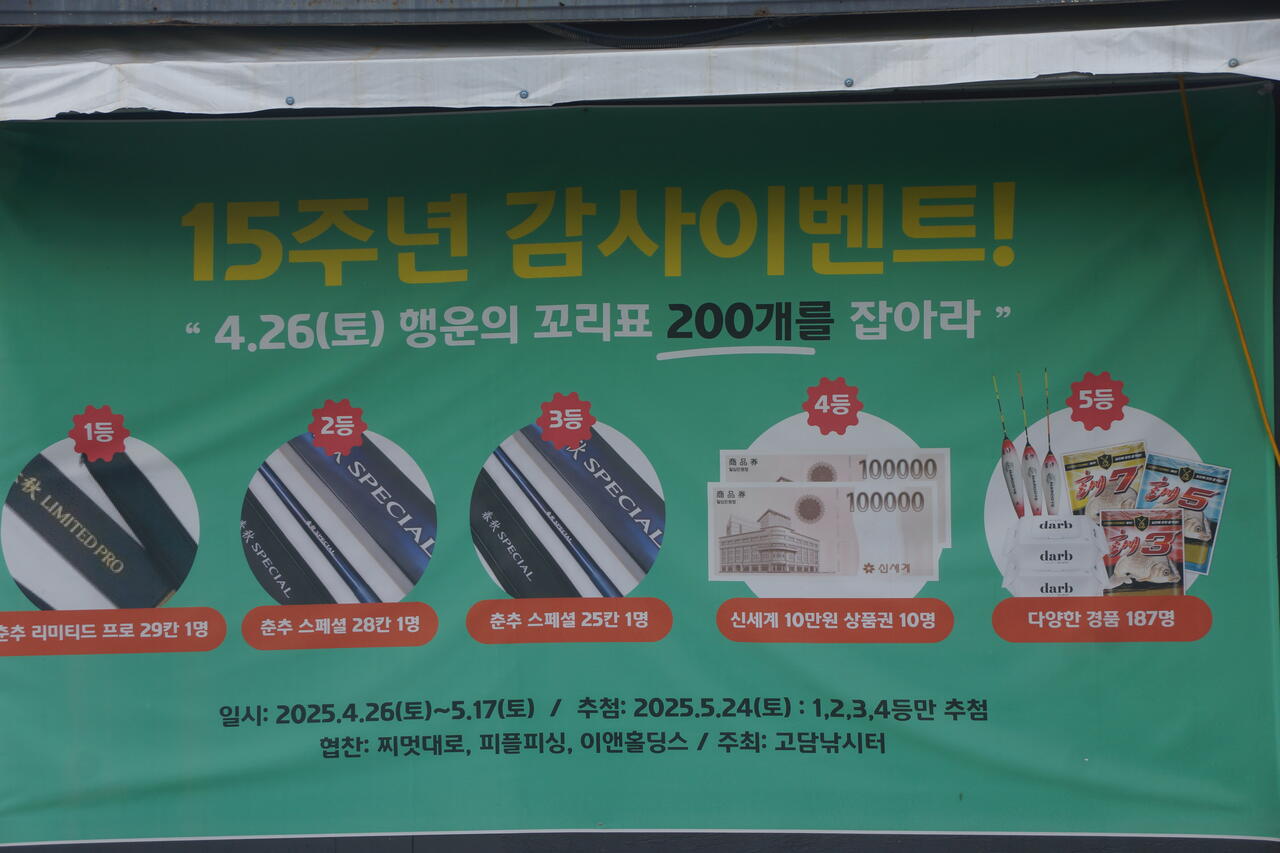 15주년 감사이벤트!
“ 4.26(토) 행운의 꼬리표 200개를 잡아라 ”
1등
2등
3등
4등
5등
秋 LIMITED PRO
SPECIAL
春秋 SPECIAL
SPECIAL
春秋 SPECIAL
商品券
100000
商品券
100000
신세계
7
5
3
darb
darb
darb
춘추 리미티드 프로 29칸 1명
춘추 스페셜 28칸 1명
춘추 스페셜 25칸 1명
신세계 10만원 상품권 10명
다양한 경품 187명
일시: 2025.4.26(토)~5.17(토) / 추첨: 2025.5.24(토) : 1,2,3,4등만 추첨
협찬: 찌멋대로, 피플피싱, 이앤홀딩스 / 주최: 고담낚시터